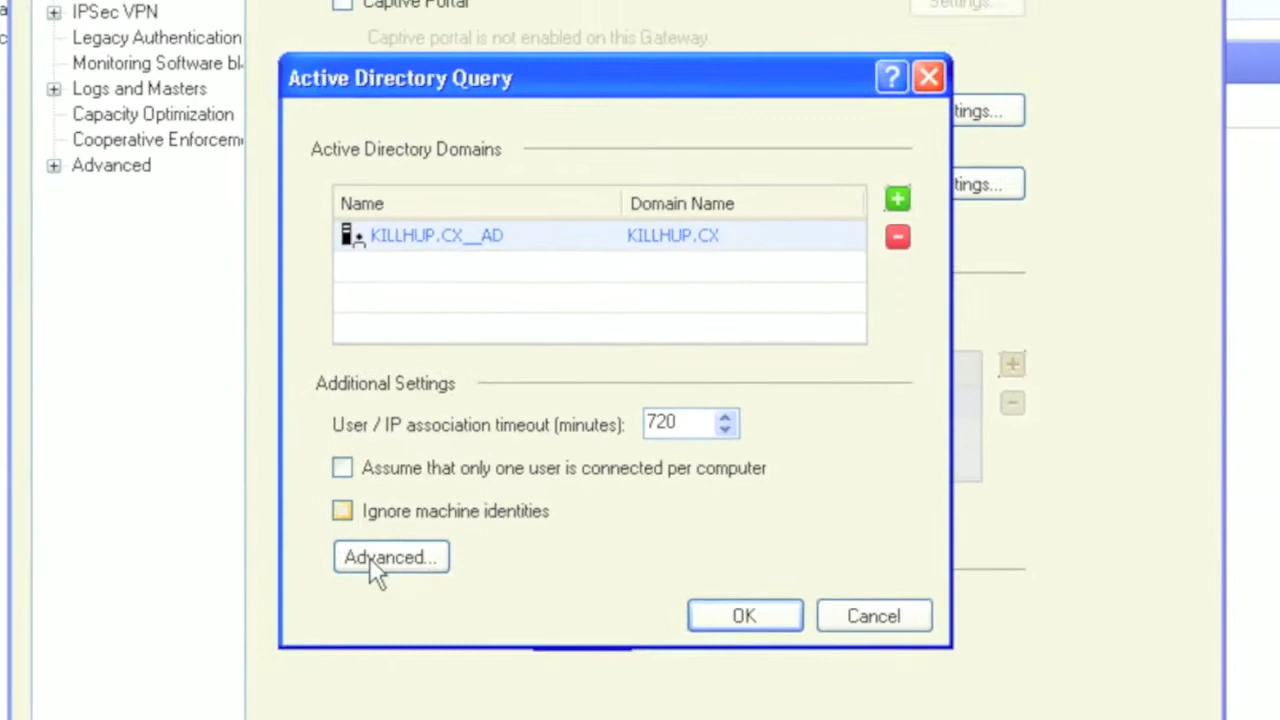 Captive Portal
Settings...
IPSec VPN
Captive portal is not enabled on this Gateway.
Legacy Authentication
Monitoring Software bl
Logs and Masters
Capacity Optimization
Cooperative Enforcem
Advanced
Active Directory Query
?
tings...
tings...
Active Directory Domains
Name Domain Name
KILLHUP.CX__AD KILLHUP.CX
Additional Settings
User / IP association timeout (minutes): 720
Assume that only one user is connected per computer
Ignore machine identities
Advanced...
OK Cancel